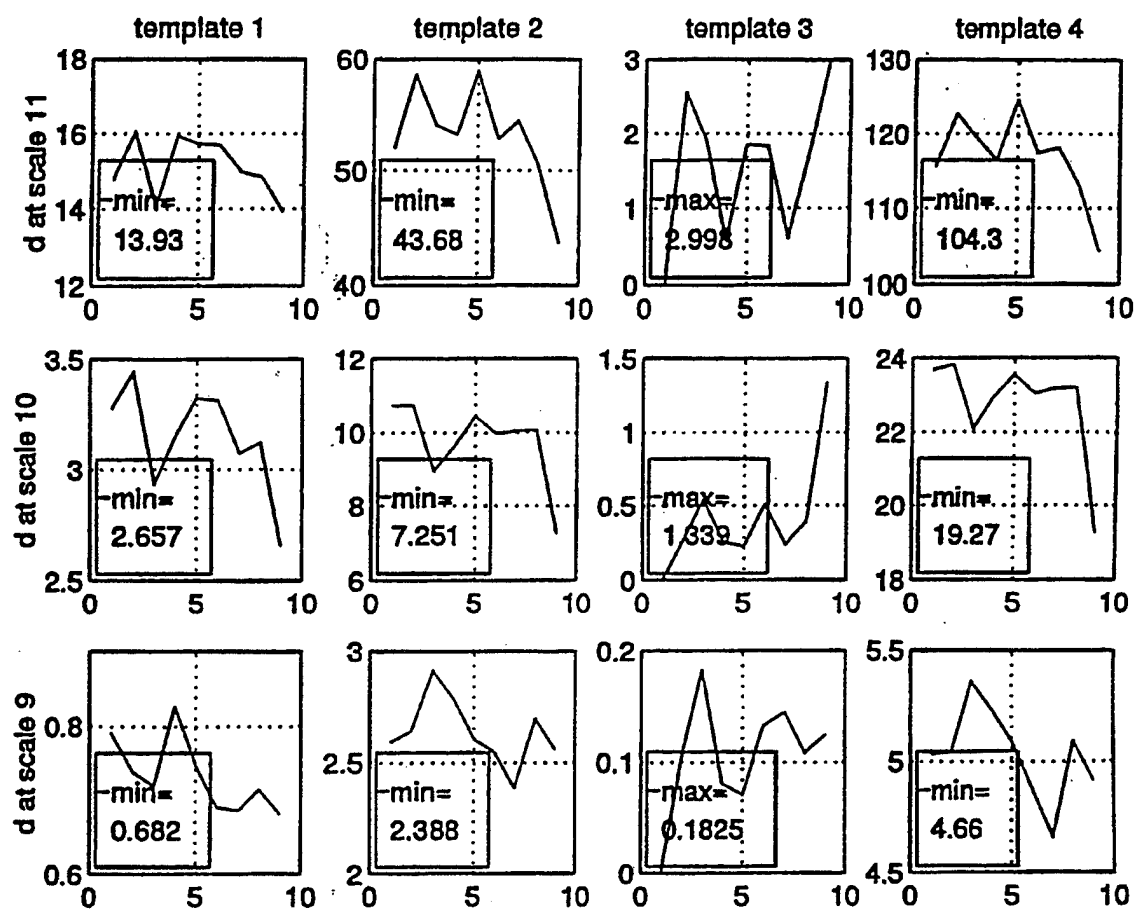 template 1 template 2 template 3 template 4
d at scale 11
18
16
14
12
min=
13.93
0 5 10
60
50
40
min=
43.68
0 5 10
3
2
1
0
max=
2.998
0 5 10
130
120
110
100
min=
104.3
0 5 10
d at scale 10
3.5
3
2.5
min=
2.657
0 5 10
12
10
8
6
min=
7.251
0 5 10
1.5
1
0.5
0
max=
1.339
0 5 10
24
22
20
18
min=
19.27
0 5 10
d at scale 9
0.8
0.6
min=
0.682
0 5 10
3
2.5
2
min=
2.388
0 5 10
0.2
0.1
0
max=
0.1825
0 5 10
5.5
5
4.5
min=
4.66
0 5 10